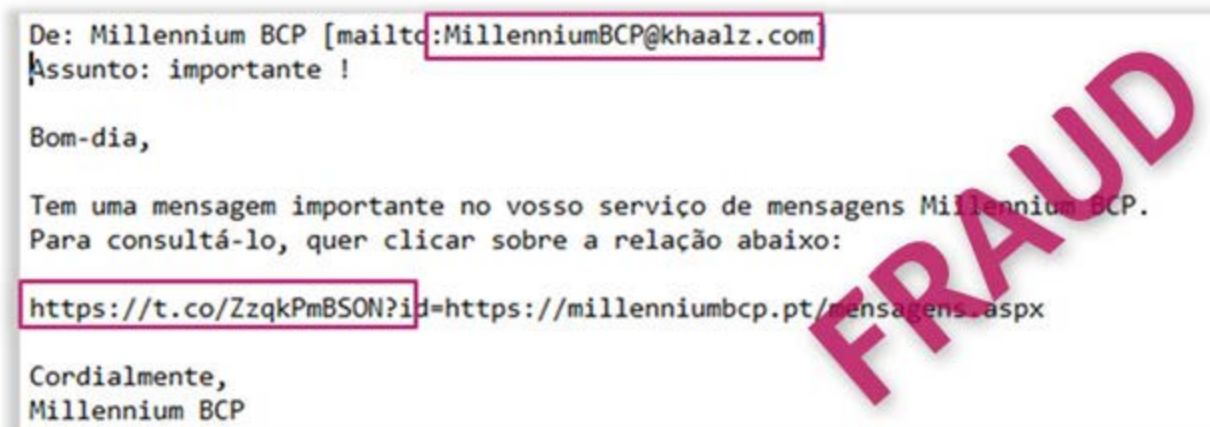 De: Millennium BCP [mailto:MillenniumBCP@khaalz.com]
Assunto: importante !
Bom-dia,
Tem uma mensagem importante no vosso serviço de mensagens Millennium BCP.
Para consultá-lo, quer clicar sobre a relação abaixo:
https://t.co/ZzqkPmBSON?id=https://millenniumbcp.pt/mensagens.aspx
Cordialmente,
Millennium BCP
FRAUD